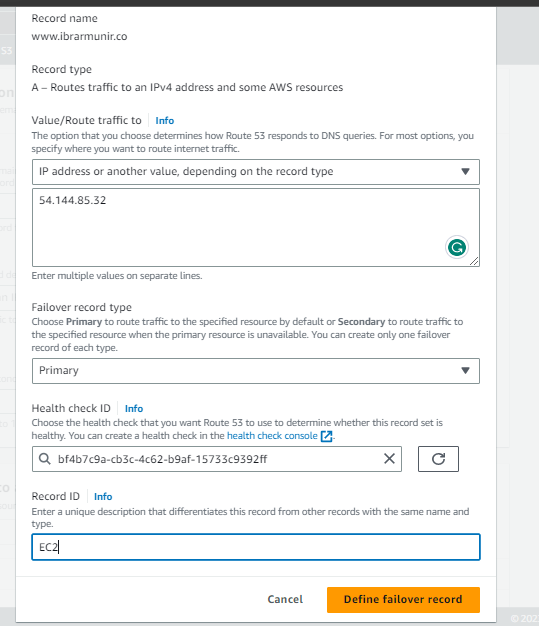 Record name
www.ibrarmunir.co
Record type
A – Routes traffic to an IPv4 address and some AWS resources
Value/Route traffic to Info
The option that you choose determines how Route 53 responds to DNS queries. For most options, you
specify where you want to route internet traffic.
IP address or another value, depending on the record type
54.144.85.32
Enter multiple values on separate lines.
Failover record type
Choose Primary to route traffic to the specified resource by default or Secondary to route traffic to
the specified resource when the primary resource is unavailable. You can create only one failover
record of each type.
Primary
Health check ID Info
Choose the health check that you want Route 53 to use to determine whether this record set is
healthy. You can create a health check in the health check console.
bf4b7c9a-cb3c-4c62-b9af-15733c9392ff
Record ID Info
Enter a unique description that differentiates this record from other records with the same name and
type.
EC2
Cancel Define failover record